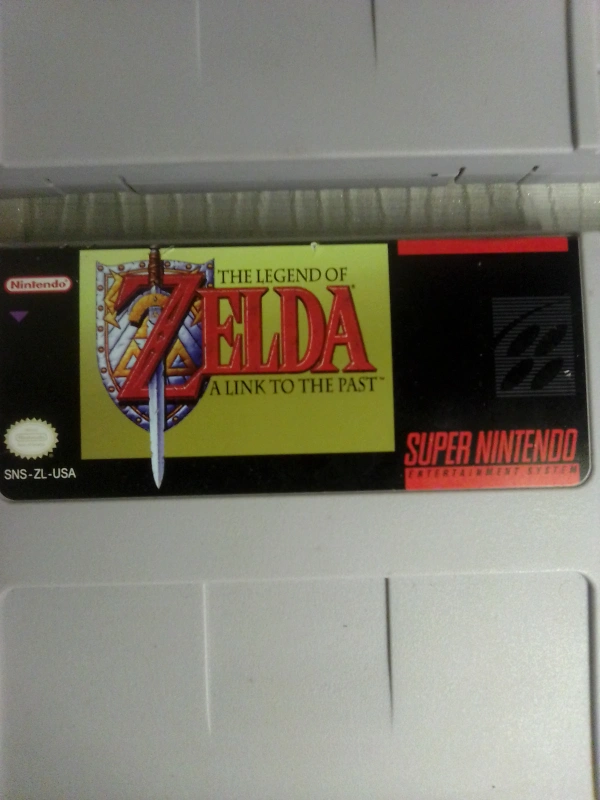 Nintendo
THE LEGEND OF
ZELDA
A LINK TO THE PAST™
SNS-ZL-USA
SUPER NINTENDO
ENTERTAINMENT SYSTEM